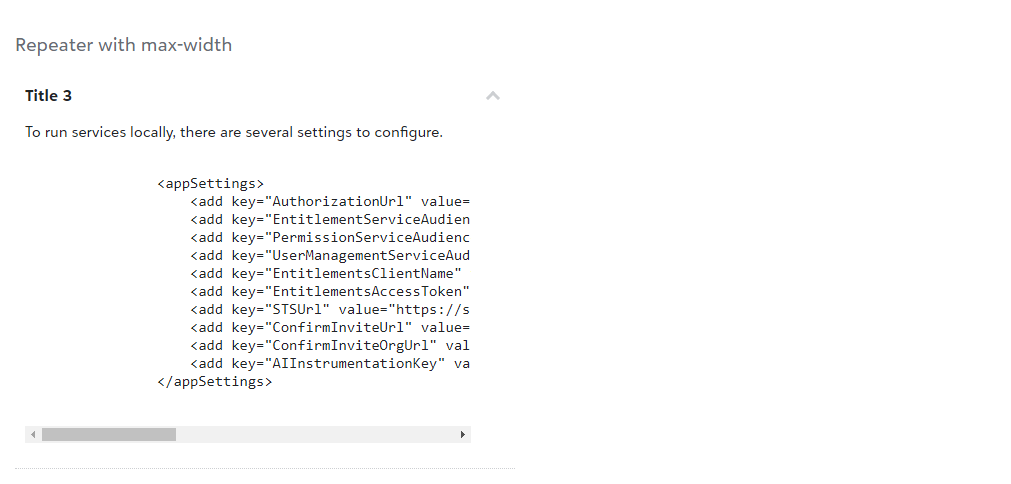 Repeater with max-width
Title 3
To run services locally, there are several settings to configure.
<appSettings>
<add key="AuthorizationUrl" value=
<add key="EntitlementServiceAudien
<add key="PermissionServiceAudienc
<add key="UserManagementServiceAud
<add key="EntitlementsClientName"
<add key="EntitlementsAccessToken"
<add key="STSUrl" value="https://s
<add key="ConfirmInviteUrl" value=
<add key="ConfirmInviteOrgUrl" val
<add key="AIInstrumentationKey" va
</appSettings>